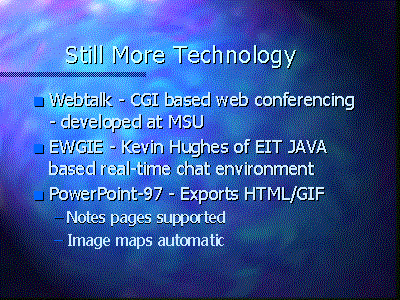 Still More Technology
Webtalk - CGI based web conferencing
- developed at MSU
EWGIE - Kevin Hughes of EIT JAVA
based real-time chat environment
PowerPoint-97 - Exports HTML/GIF
– Notes pages supported
– Image maps automatic